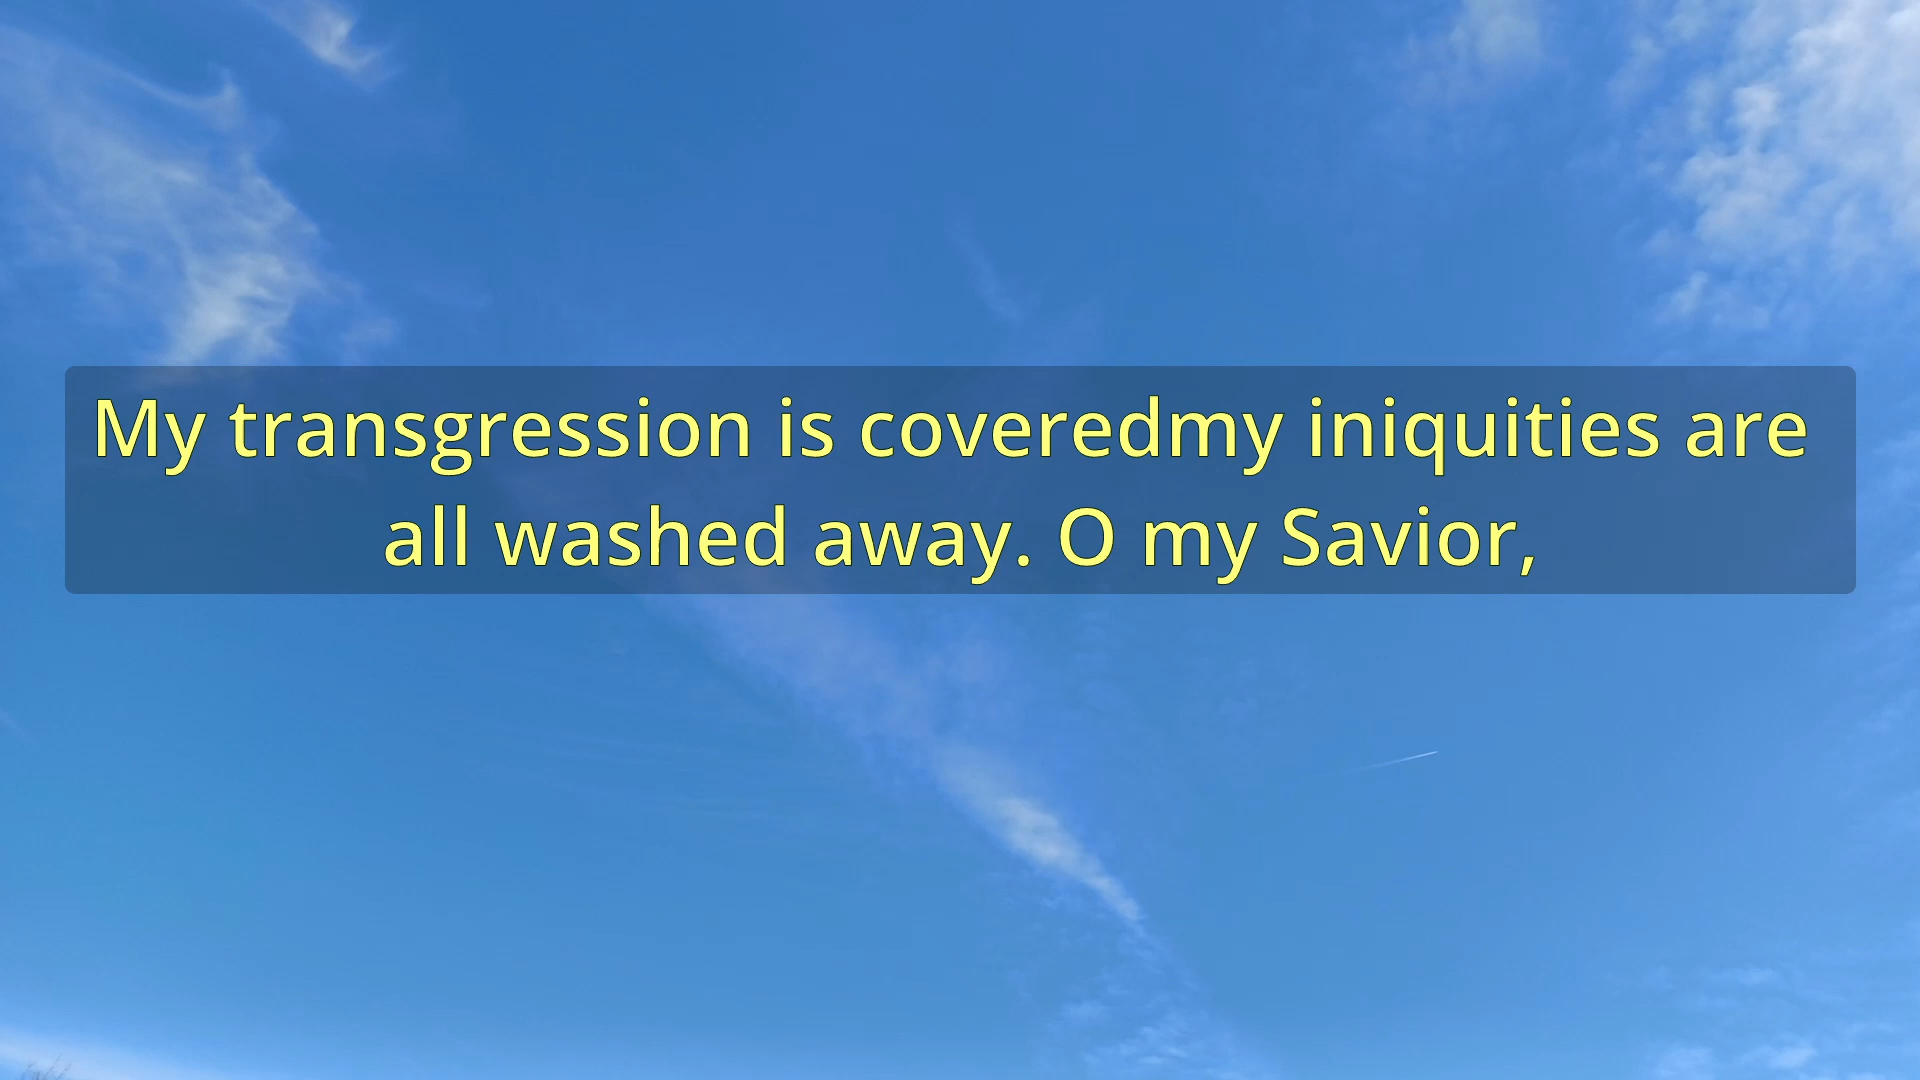 My transgression is coveredmy iniquities are
all washed away. O my Savior,